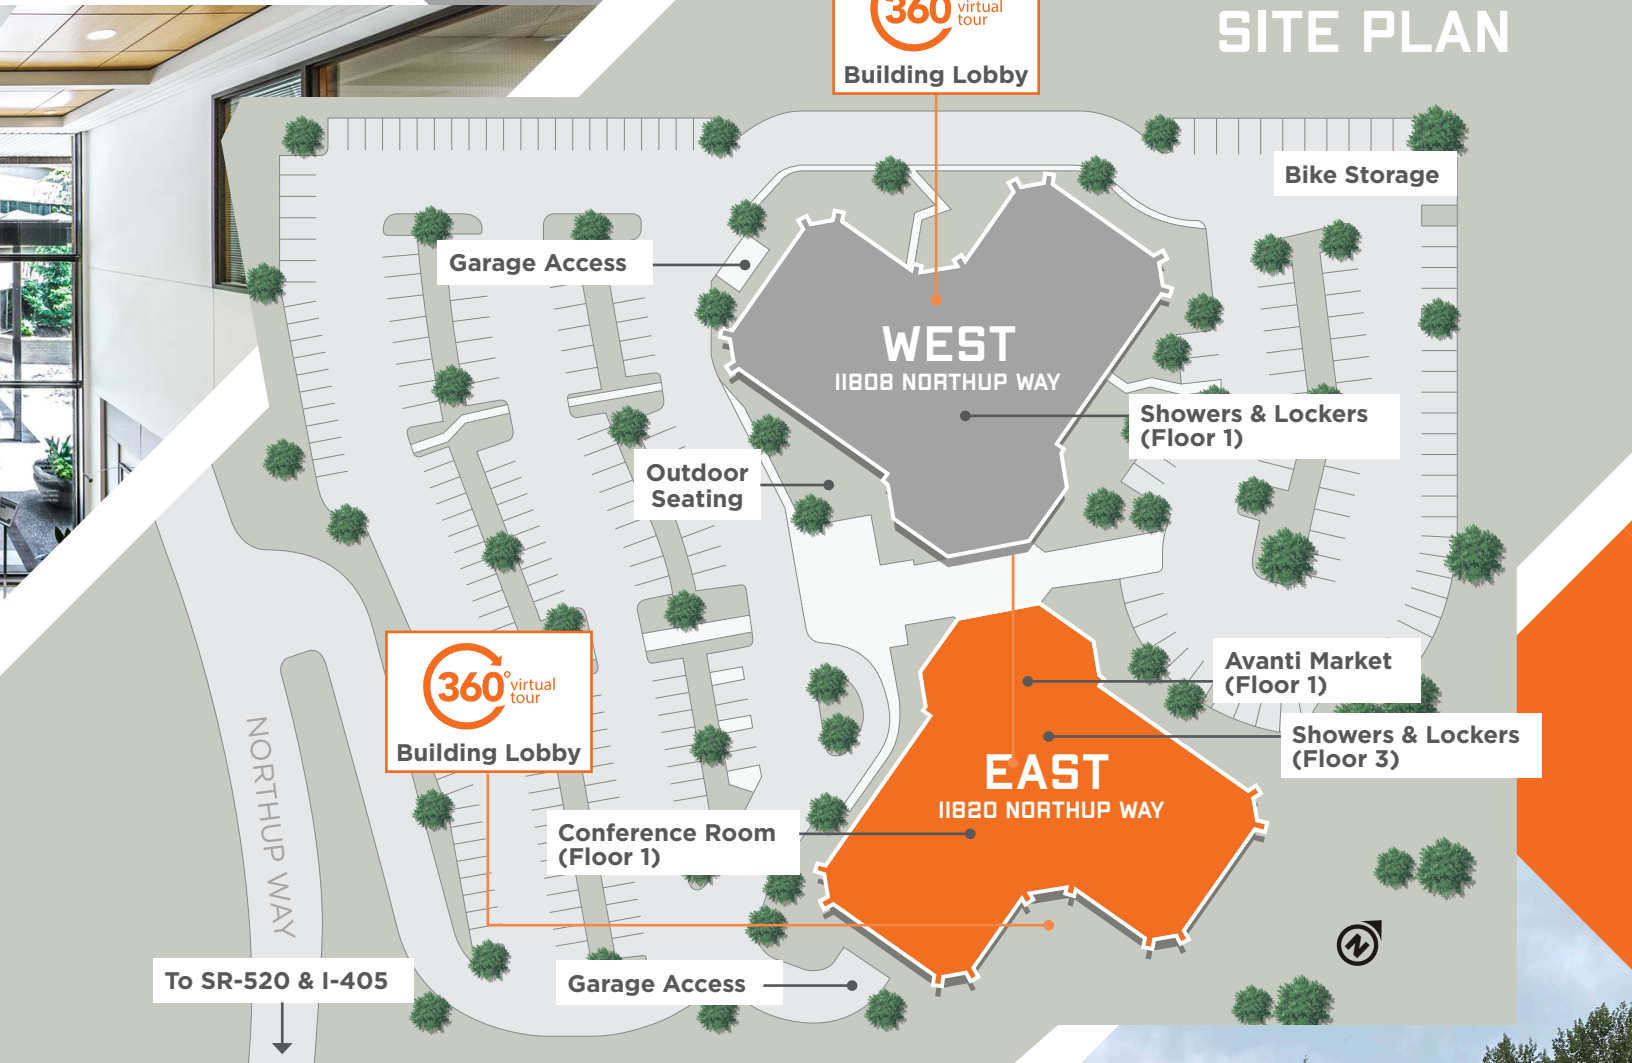 360 virtual
tour
Building Lobby
SITE PLAN
Bike Storage
Garage Access
WEST
11808 NORTHUP WAY
Showers & Lockers
(Floor 1)
Outdoor
Seating
360° virtual
tour
Building Lobby
Avanti Market
(Floor 1)
Showers & Lockers
(Floor 3)
EAST
11820 NORTHUP WAY
Conference Room
(Floor 1)
NORTHUP WAY
N
To SR-520 & I-405
Garage Access